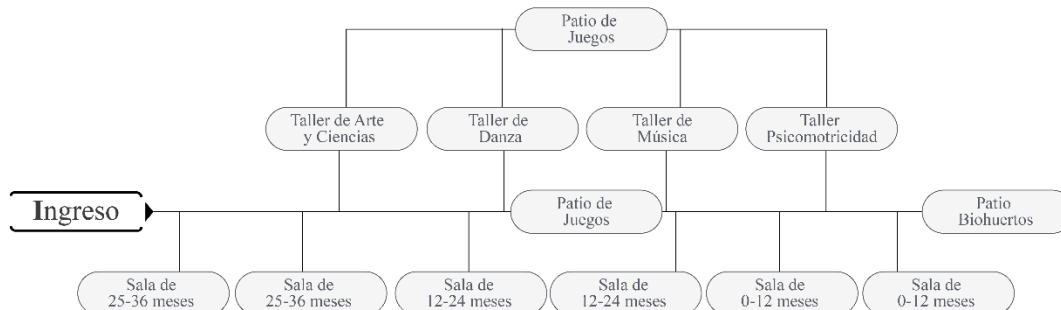 Patio de
Juegos
Taller de Arte
y Ciencias
Taller de
Danza
Taller de
Música
Taller
Psicomotricidad
Ingreso
Patio de
Juegos
Patio
Biohuertos
Sala de
25-36 meses
Sala de
25-36 meses
Sala de
12-24 meses
Sala de
12-24 meses
Sala de
0-12 meses
Sala de
0-12 meses